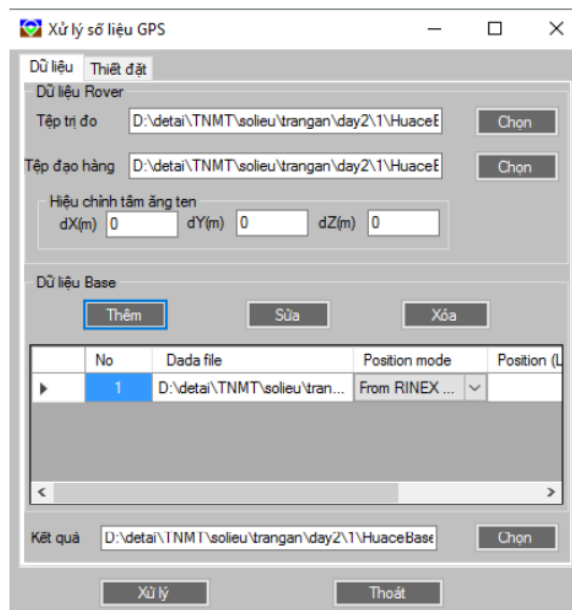 Xử lý số liệu GPS
Dữ liệu Thiết đặt
Dữ liệu Rover
Tệp trị đo D:\detai\TNMT\solieu\trangan\day2\1\HuaceE Chọn
Tệp đạo hàng D:\detai\TNMT\solieu\trangan\day2\1\HuaceE Chọn
Hiệu chỉnh tâm ăng ten
dX(m) 0 dY(m) 0 dZ(m) 0
Dữ liệu Base
Thêm Sửa Xóa
No Dada file Position mode Position (L
1 D:\detai\TNMT\solieu\tran... From RINEX ...
Kết quả D:\detai\TNMT\solieu\trangan\day2\1\HuaceBase Chọn
Xử lý Thoát